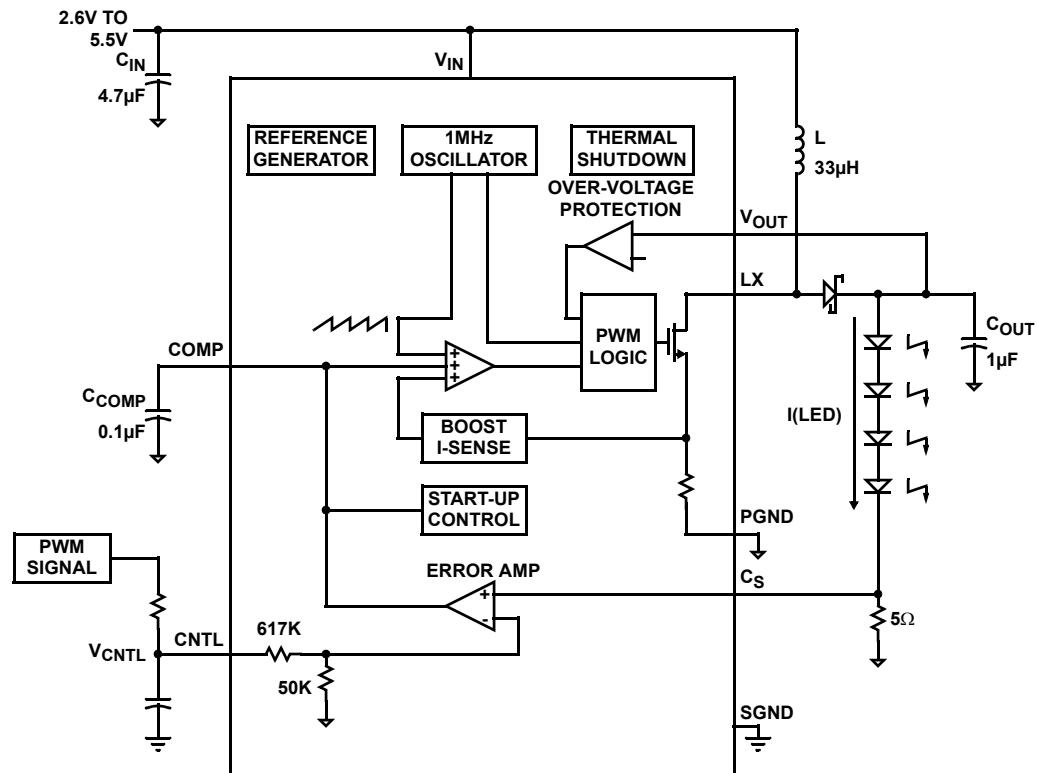 2.6V TO
5.5V
CIN
4.7µF
VIN
REFERENCE
GENERATOR
1MHz
OSCILLATOR
THERMAL
SHUTDOWN
L
33µH
OVER-VOLTAGE
PROTECTION
VOUT
LX
COMP
+
+
+
PWM
LOGIC
COUT
1µF
CCOMP
0.1µF
BOOST
I-SENSE
I(LED)
START-UP
CONTROL
PGND
PWM
SIGNAL
ERROR AMP
CS
+
-
5Ω
CNTL
617K
VCNTL
50K
SGND